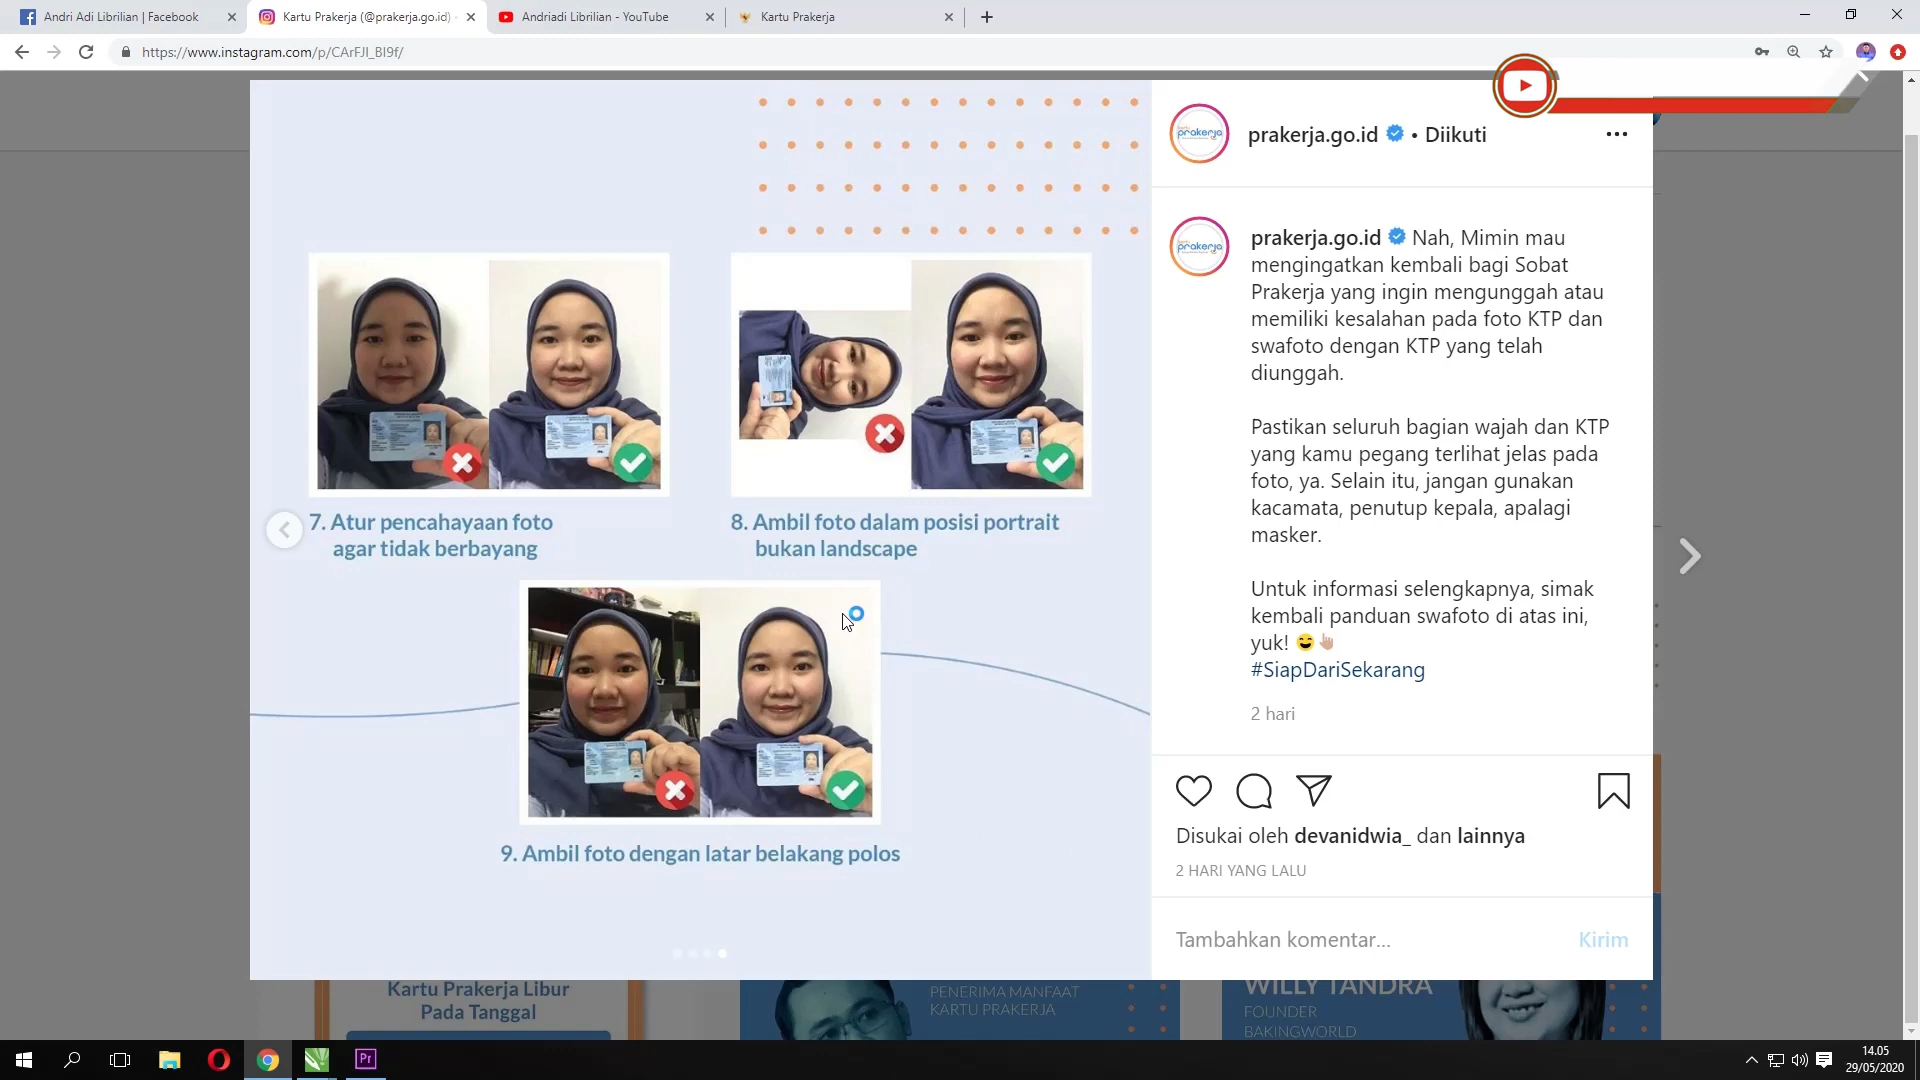 Andri Adi Librilian | Facebook
Kartu Prakerja (@prakerja.go.id)
Andriadi Librilian - YouTube
Kartu Prakerja
https://www.instagram.com/p/CArFJI_BI9f/
7. Atur pencahayaan foto
agar tidak berbayang
8. Ambil foto dalam posisi portrait
bukan landscape
9. Ambil foto dengan latar belakang polos
prakerja.go.id • Diikuti
prakerja.go.id Nah, Mimin mau
mengingatkan kembali bagi Sobat
Prakerja yang ingin mengunggah atau
memiliki kesalahan pada foto KTP dan
swafoto dengan KTP yang telah
diunggah.
Pastikan seluruh bagian wajah dan KTP
yang kamu pegang terlihat jelas pada
foto, ya. Selain itu, jangan gunakan
kacamata, penutup kepala, apalagi
masker.
Untuk informasi selengkapnya, simak
kembali panduan swafoto di atas ini,
yuk! 😄👆🏼
#SiapDariSekarang
2 hari
Disukai oleh devanidwia_ dan lainnya
2 HARI YANG LALU
Tambahkan komentar...
Kirim
Kartu Prakerja Libur
Pada Tanggal
PENERIMA MANFAAT
KARTU PRAKERJA
WILLY TANDRA
FOUNDER
BAKINGWORLD
prakerja
prakerja
Pr
14.05
29/05/2020